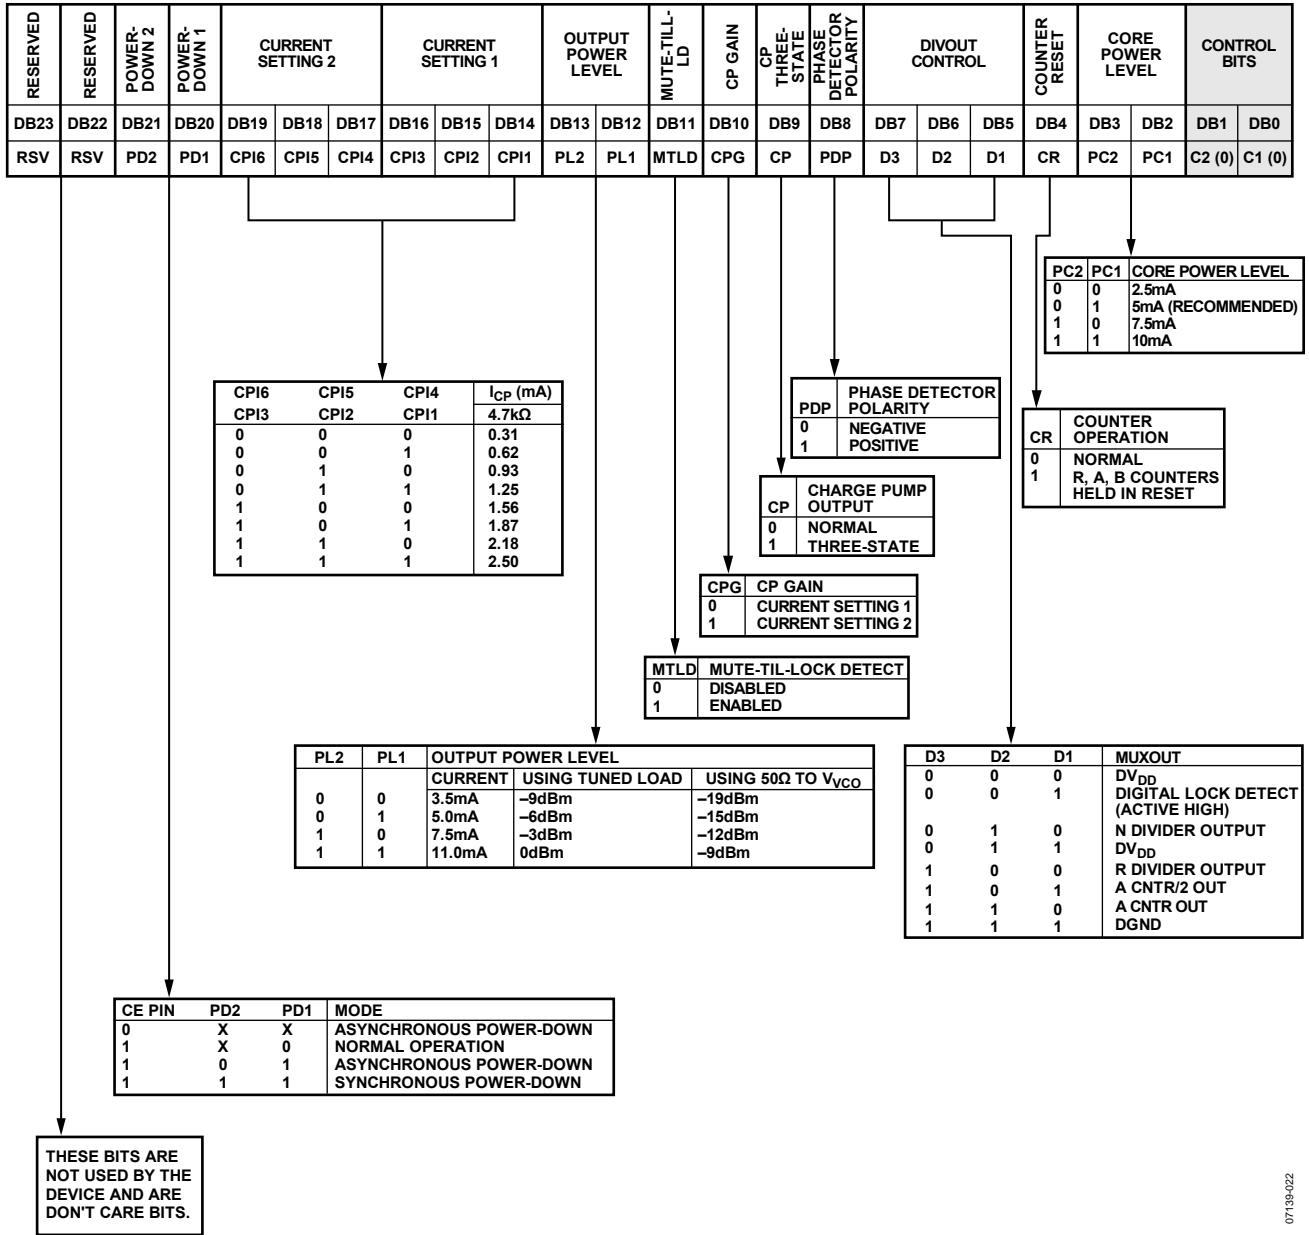 RESERVED
RESERVED
POWER-DOWN 2
POWER-DOWN 1
CURRENT SETTING 2
CURRENT SETTING 1
OUTPUT POWER LEVEL
MUTE-TILL-LD
CP GAIN
CP THREE-STATE
PHASE DETECTOR POLARITY
DIVOUT CONTROL
COUNTER RESET
CORE POWER LEVEL
CONTROL BITS
DB23 DB22 DB21 DB20 DB19 DB18 DB17 DB16 DB15 DB14 DB13 DB12 DB11 DB10 DB9 DB8 DB7 DB6 DB5 DB4 DB3 DB2 DB1 DB0
RSV RSV PD2 PD1 CPI6 CPI5 CPI4 CPI3 CPI2 CPI1 PL2 PL1 MTLD CPG CP PDP D3 D2 D1 CR PC2 PC1 C2 (0) C1 (0)
PC2 PC1 CORE POWER LEVEL
0 0 2.5mA
0 1 5mA (RECOMMENDED)
1 0 7.5mA
1 1 10mA
CPI6 CPI5 CPI4 ICP (mA)
CPI3 CPI2 CPI1 4.7kΩ
0 0 0 0.31
0 0 1 0.62
0 1 0 0.93
0 1 1 1.25
1 0 0 1.56
1 0 1 1.87
1 1 0 2.18
1 1 1 2.50
PHASE DETECTOR
PDP POLARITY
0 NEGATIVE
1 POSITIVE
COUNTER
CR OPERATION
0 NORMAL
1 R, A, B COUNTERS
HELD IN RESET
CHARGE PUMP
CP OUTPUT
0 NORMAL
1 THREE-STATE
CPG CP GAIN
0 CURRENT SETTING 1
1 CURRENT SETTING 2
MTLD MUTE-TIL-LOCK DETECT
0 DISABLED
1 ENABLED
PL2 PL1 OUTPUT POWER LEVEL
CURRENT USING TUNED LOAD USING 50Ω TO VVCO
0 0 3.5mA –9dBm –19dBm
0 1 5.0mA –6dBm –15dBm
1 0 7.5mA –3dBm –12dBm
1 1 11.0mA 0dBm –9dBm
D3 D2 D1 MUXOUT
0 0 0 DVDD
0 0 1 DIGITAL LOCK DETECT
(ACTIVE HIGH)
0 1 0 N DIVIDER OUTPUT
0 1 1 DVDD
1 0 0 R DIVIDER OUTPUT
1 0 1 A CNTR/2 OUT
1 1 0 A CNTR OUT
1 1 1 DGND
CE PIN PD2 PD1 MODE
0 X X ASYNCHRONOUS POWER-DOWN
1 X 0 NORMAL OPERATION
1 0 1 ASYNCHRONOUS POWER-DOWN
1 1 1 SYNCHRONOUS POWER-DOWN
THESE BITS ARE
NOT USED BY THE
DEVICE AND ARE
DON'T CARE BITS.
07139-022